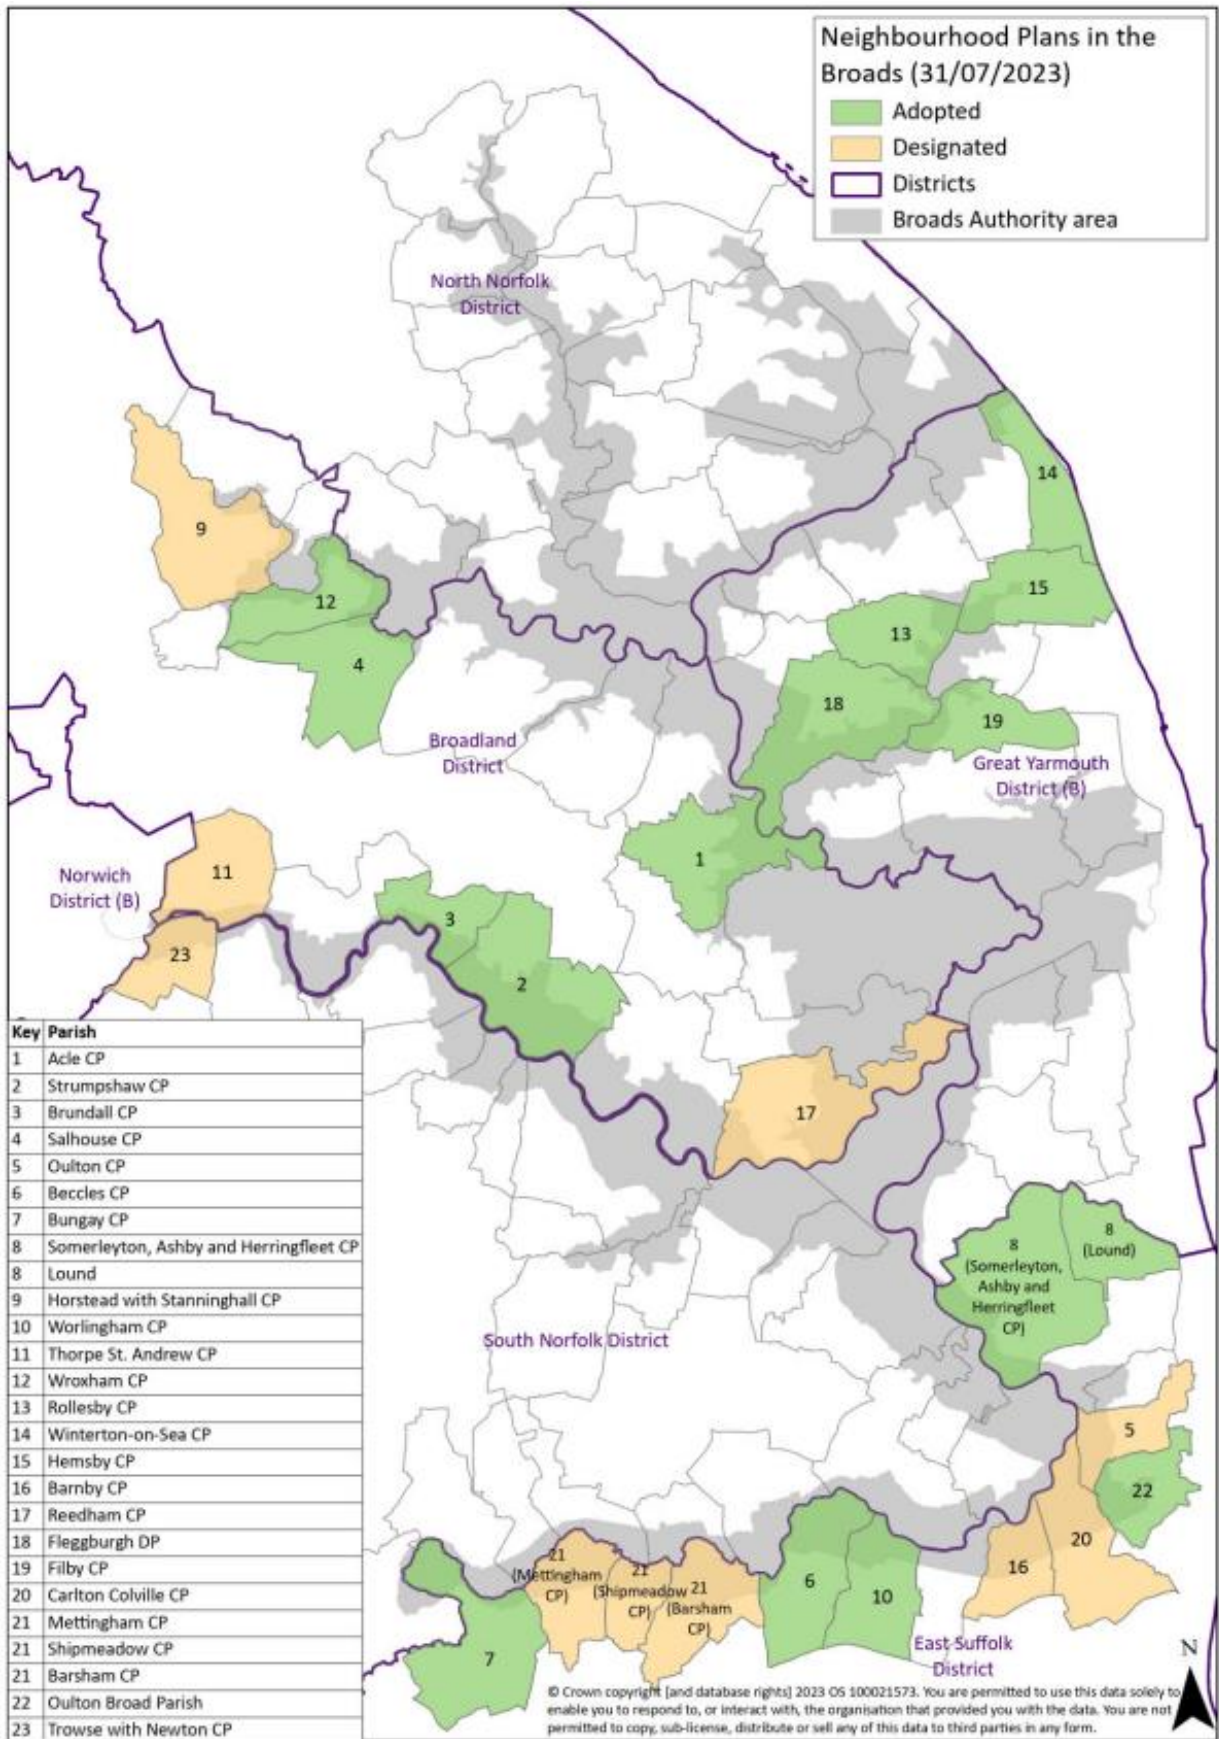 Neighbourhood Plans in the
Broads (31/07/2023)
Adopted
Designated
Districts
Broads Authority area
North Norfolk
District
14
9
15
12
13
4
18
19
Broadland
District
Great Yarmouth
District (B)
1
11
Norwich
District (B)
3
23
2
17
8
(Lound)
8
(Somerleyton,
Ashby and
Herringfleet
CP)
South Norfolk District
5
22
20
16
21
(Mettingham
CP)
21
(Shipmeadow
CP)
21
(Barsham
CP)
6
10
7
East Suffolk
District
N
Key Parish
1 Acle CP
2 Strumpshaw CP
3 Brundall CP
4 Salhouse CP
5 Oulton CP
6 Beccles CP
7 Bungay CP
8 Somerleyton, Ashby and Herringfleet CP
8 Lound
9 Horstead with Stanninghall CP
10 Worlingham CP
11 Thorpe St. Andrew CP
12 Wroxham CP
13 Rollesby CP
14 Winterton-on-Sea CP
15 Hemsby CP
16 Barnby CP
17 Reedham CP
18 Fleggburgh DP
19 Filby CP
20 Carlton Colville CP
21 Mettingham CP
21 Shipmeadow CP
21 Barsham CP
22 Oulton Broad Parish
23 Trowse with Newton CP
© Crown copyright [and database rights] 2023 OS 100021573. You are permitted to use this data solely to
enable you to respond to, or interact with, the organisation that provided you with the data. You are not
permitted to copy, sub-license, distribute or sell any of this data to third parties in any form.